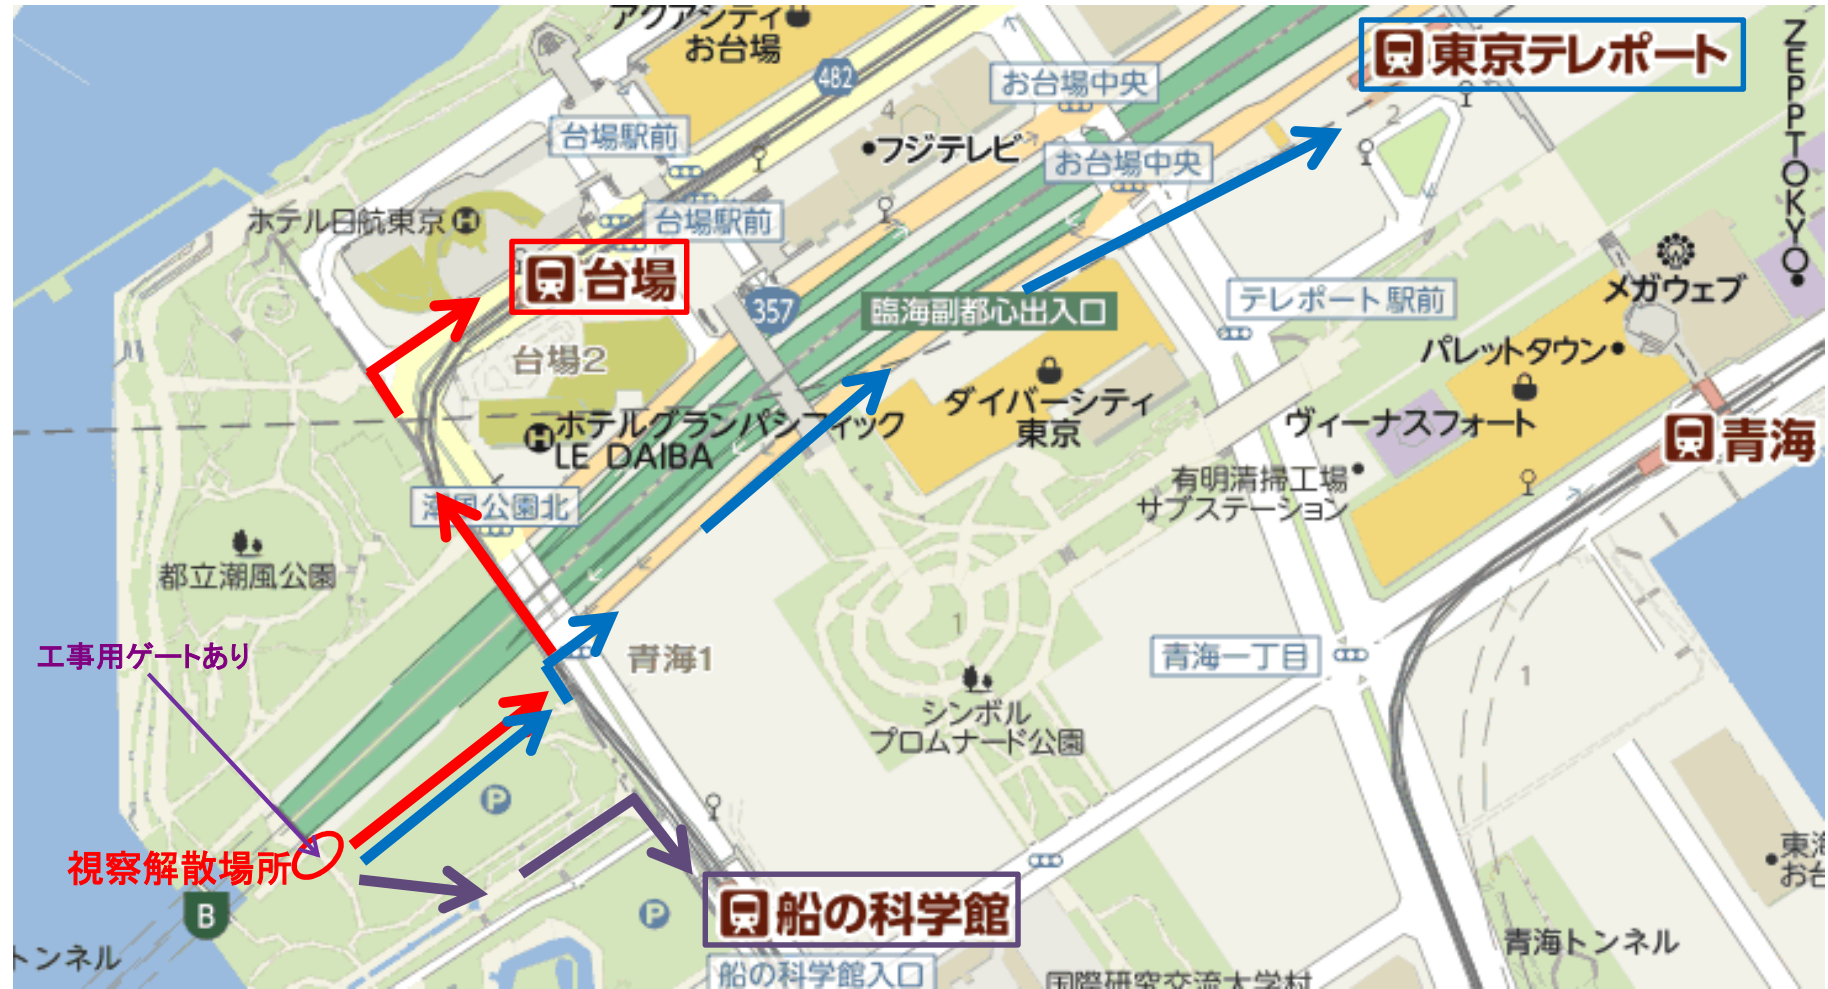 アクアシティ
お台場
482
お台場中央
東京テレポート
ZEPPTOKYO
台場駅前
4
フジテレビ
お台場中央
2
ホテル日航東京
H
台場駅前
台場
357
臨海副都心出入口
テレポート駅前
メガウェブ
台場2
パレットタウン
ダイバーシティ
東京
ヴィーナスフォート
青海
H
ホテルグランパシフィック
LE DAIBA
有明清掃工場
サブステーション
潮風公園北
都立潮風公園
1
工事用ゲートあり
青海1
青海一丁目
1
シンボル
プロムナード公園
P
視察解散場所
B
P
船の科学館
東海
お台
トンネル
青海トンネル
船の科学館入口
国際研究交流大学村